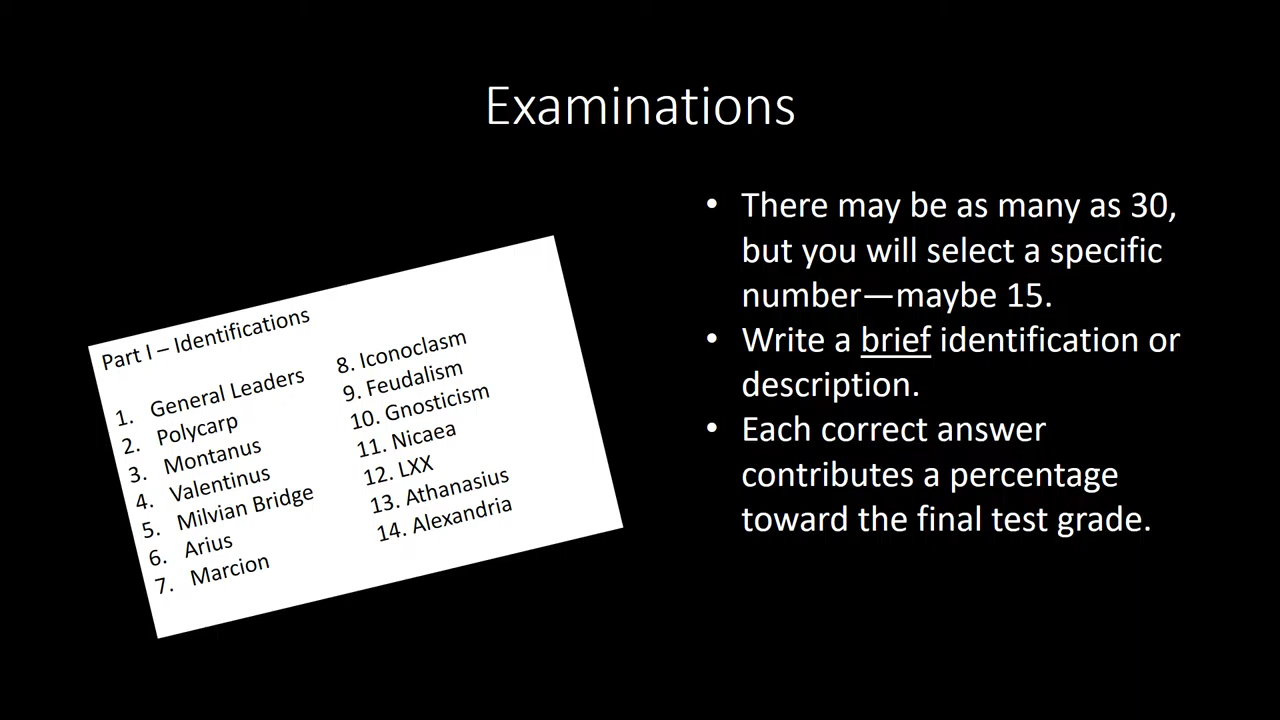 Examinations
Part I – Identifications
1. General Leaders
2. Polycarp
3. Montanus
4. Valentinus
5. Milvian Bridge
6. Arius
7. Marcion
8. Iconoclasm
9. Feudalism
10. Gnosticism
11. Nicaea
12. LXX
13. Athanasius
14. Alexandria
• There may be as many as 30,
but you will select a specific
number—maybe 15.
• Write a brief identification or
description.
• Each correct answer
contributes a percentage
toward the final test grade.